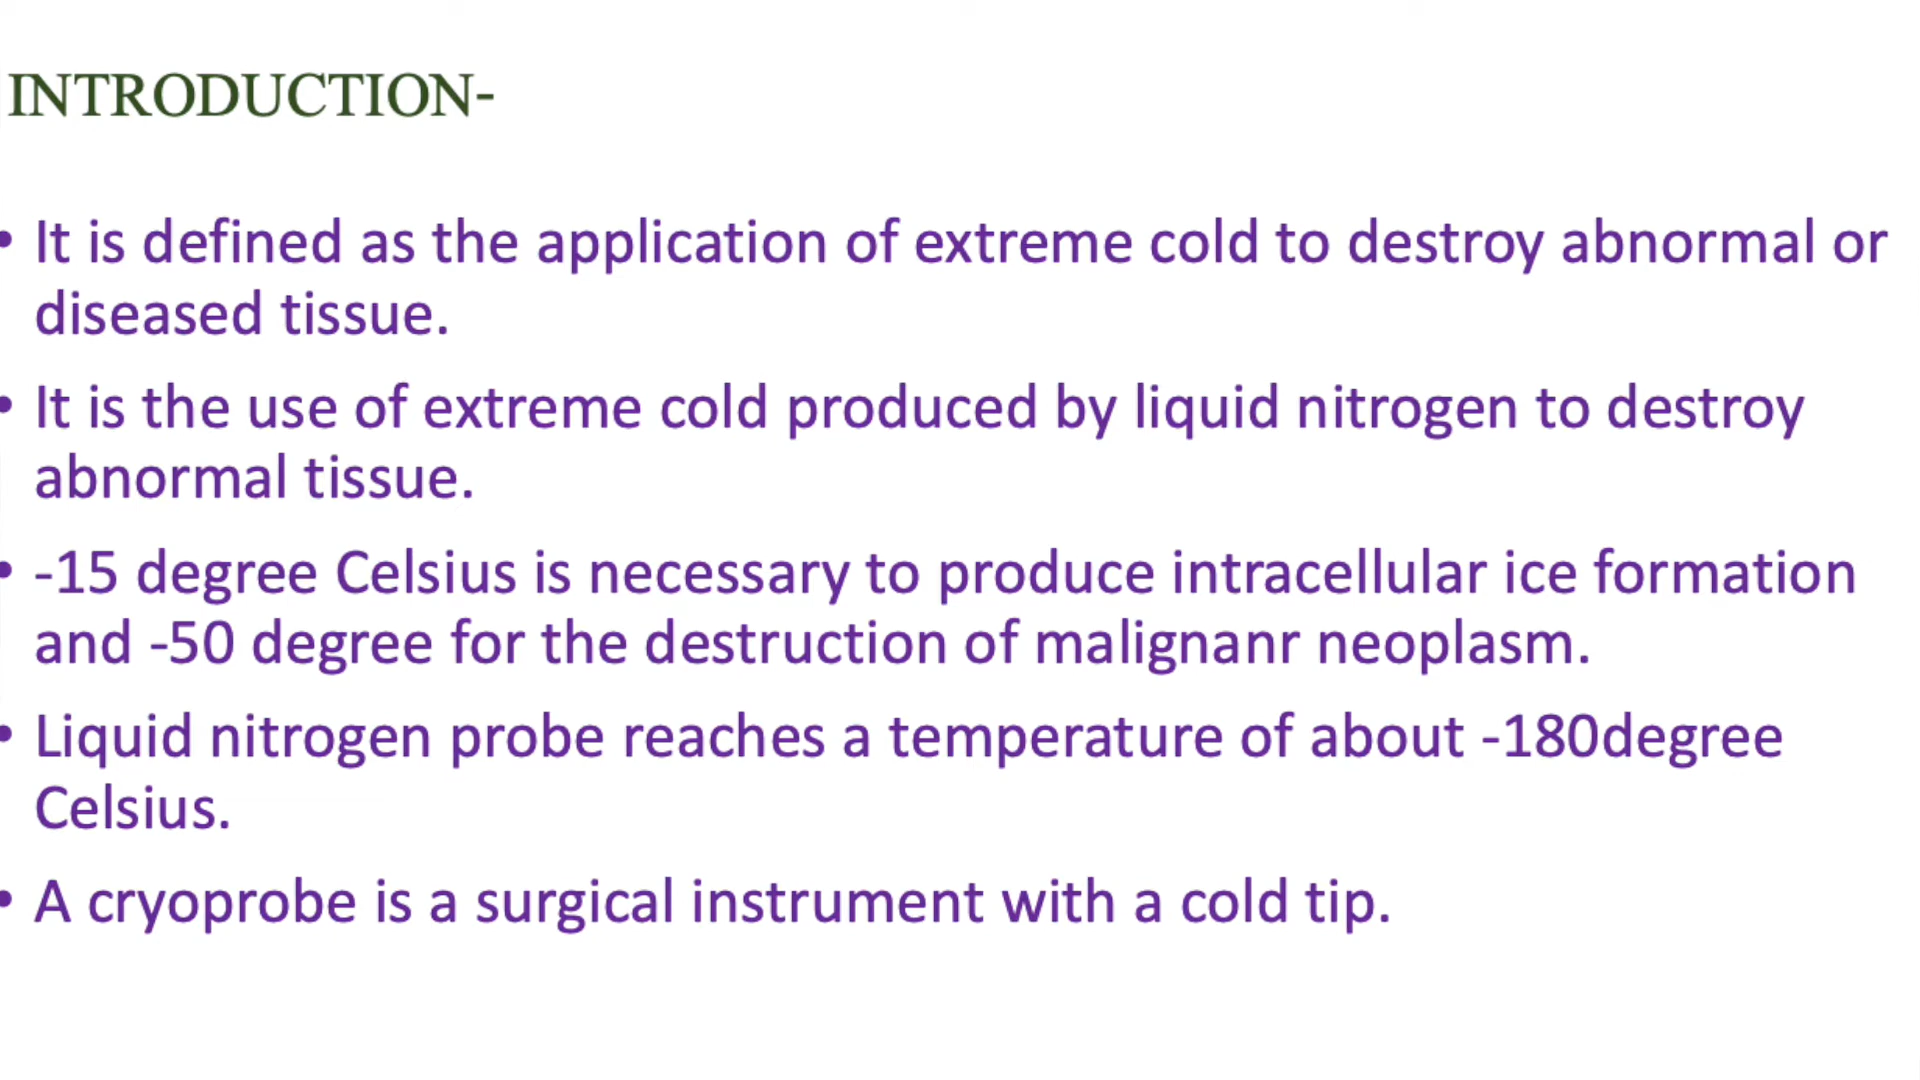 INTRODUCTION-
• It is defined as the application of extreme cold to destroy abnormal or
diseased tissue.
• It is the use of extreme cold produced by liquid nitrogen to destroy
abnormal tissue.
• -15 degree Celsius is necessary to produce intracellular ice formation
and -50 degree for the destruction of malignanr neoplasm.
• Liquid nitrogen probe reaches a temperature of about -180degree
Celsius.
• A cryoprobe is a surgical instrument with a cold tip.